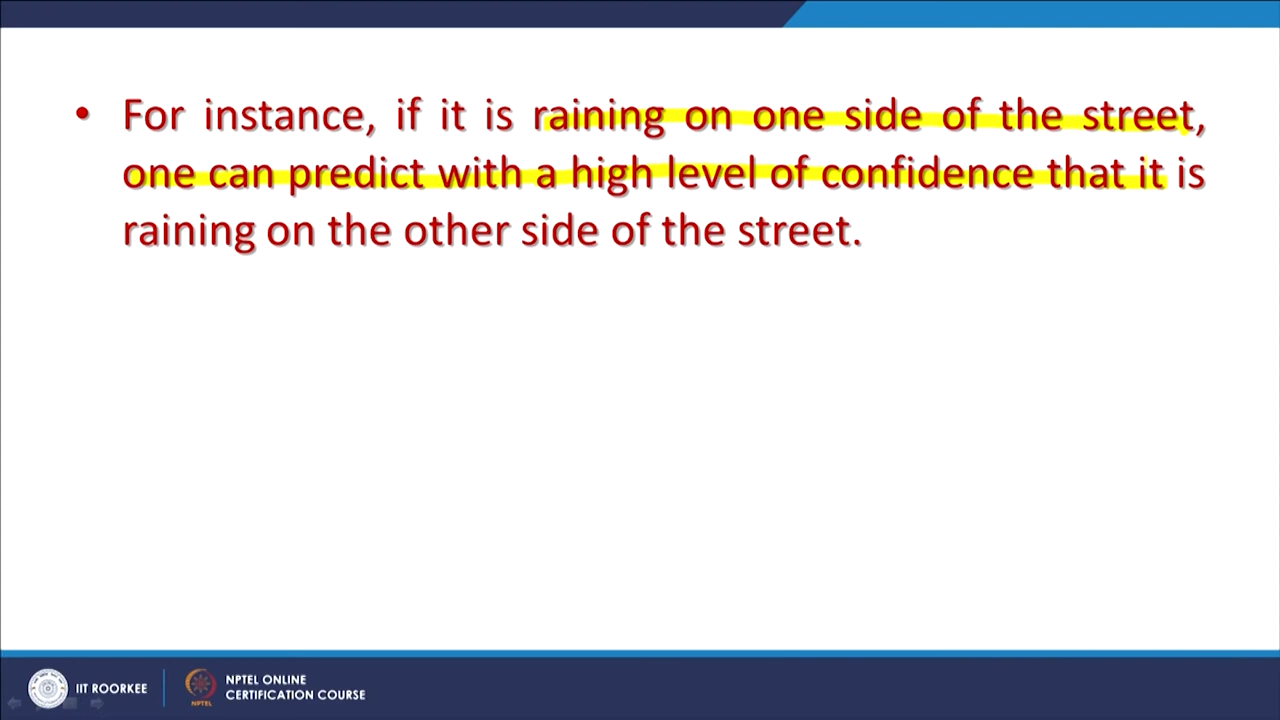 • For instance, if it is raining on one side of the street,
one can predict with a high level of confidence that it is
raining on the other side of the street.
IIT ROORKEE
NPTEL
NPTEL ONLINE
CERTIFICATION COURSE